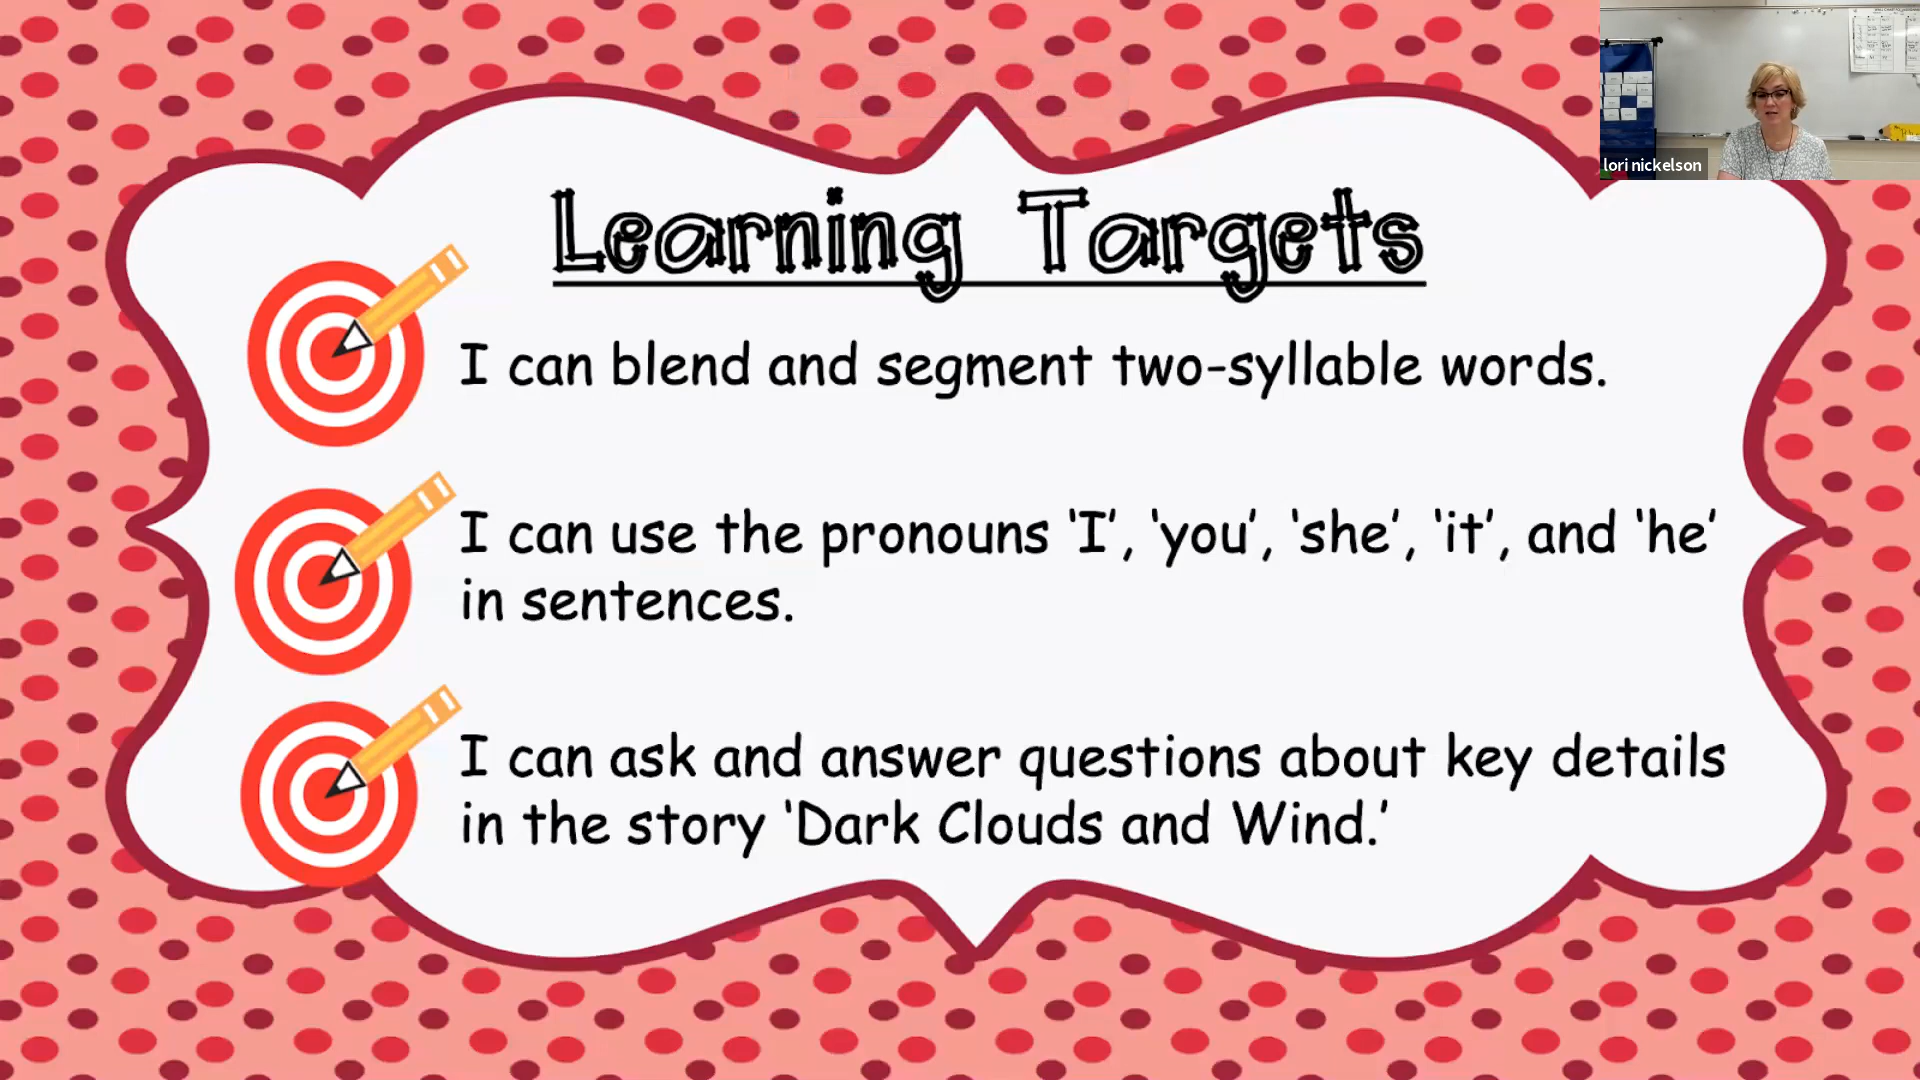 Learning Targets
I can blend and segment two-syllable words.
I can use the pronouns ‘I’, ‘you’, ‘she’, ‘it’, and ‘he’
in sentences.
I can ask and answer questions about key details
in the story ‘Dark Clouds and Wind.’
lori nickelson